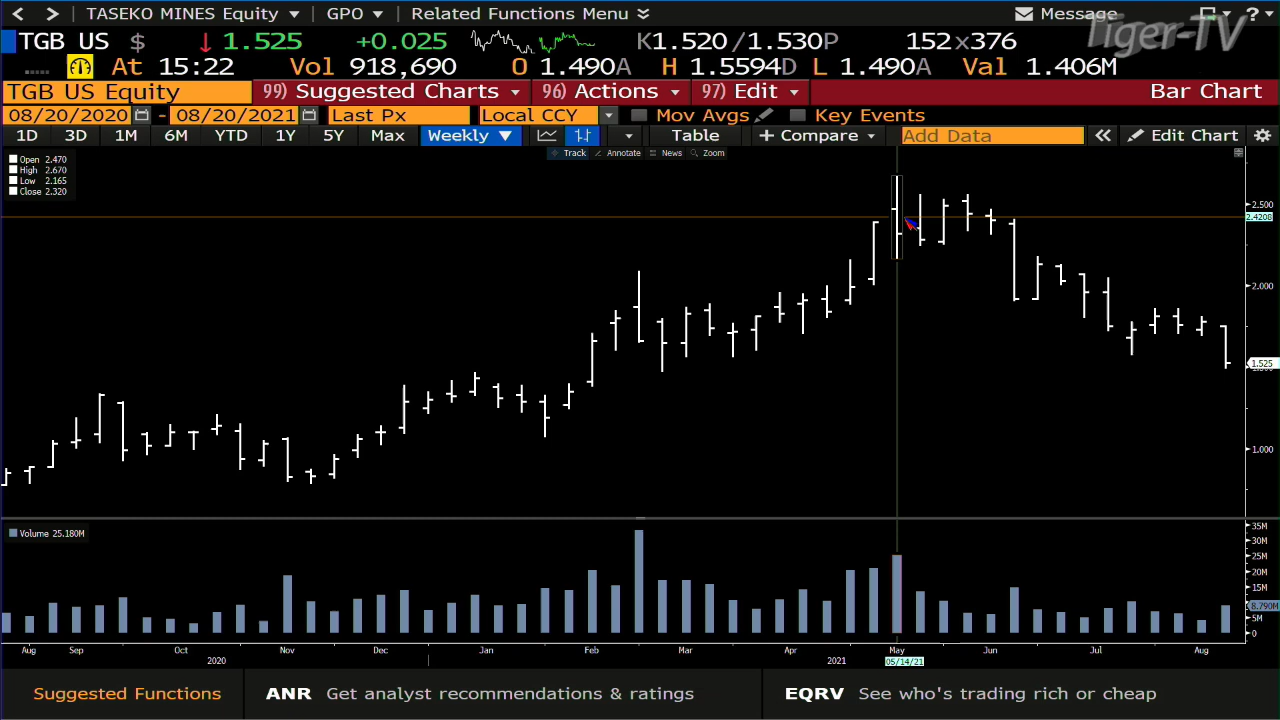 TASEKO MINES Equity GPO Related Functions Menu Message ?
Tiger-TV
TGB US $ ↓ 1.525 +0.025 K1.520 /1.530P 152 x 376
At 15:22 Vol 918,690 O 1.490A H 1.5594D L 1.490A Val 1.406M
TGB US Equity 99) Suggested Charts 96) Actions 97) Edit Bar Chart
08/20/2020 - 08/20/2021 Last Px Local CCY Mov Avgs Key Events
1D 3D 1M 6M YTD 1Y 5Y Max Weekly ▼ Table + Compare Add Data « Edit Chart
Track Annotate News Zoom
Open 2.470
High 2.670
Low 2.165
Close 2.320
2.500
2.4208
2.000
1.525
1.000
Volume 25.180M
35M
30M
25M
20M
15M
8.790M
5M
0
Aug Sep Oct Nov Dec Jan Feb Mar Apr May Jun Jul Aug
2020 2021 05/14/21
Suggested Functions ANR Get analyst recommendations & ratings EQRV See who's trading rich or cheap